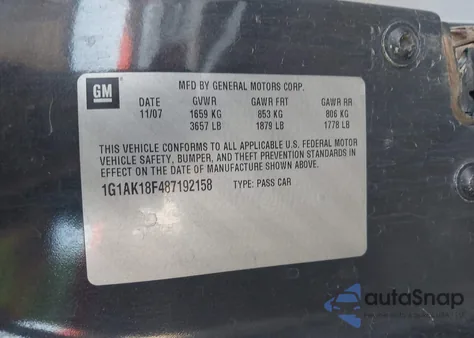 GM
MFD BY GENERAL MOTORS CORP.
DATE GVWR GAWR FRT GAWR RR
11/07 1659 KG 853 KG 806 KG
3657 LB 1879 LB 1778 LB
THIS VEHICLE CONFORMS TO ALL APPLICABLE U.S. FEDERAL MOTOR
VEHICLE SAFETY, BUMPER, AND THEFT PREVENTION STANDARDS IN
EFFECT ON THE DATE OF MANUFACTURE SHOWN ABOVE.
1G1AK18F487192158 TYPE: PASS CAR
autoSnap